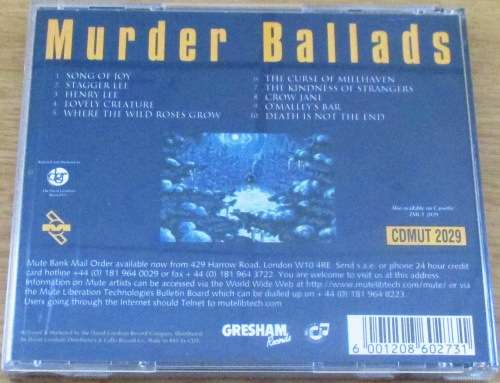 Murder Ballads
1 SONG OF JOY
2 STAGGER LEE
3 HENRY LEE
4 LOVELY CREATURE
5 WHERE THE WILD ROSES GROW
6 THE CURSE OF MILLHAVEN
7 THE KINDNESS OF STRANGERS
8 CROW JANE
9 O'MALLEY'S BAR
10 DEATH IS NOT THE END
Also available on Cassette
CDMUT 2029
Mute Bank Mail Order available now from 429 Harrow Road, London W10 4RE. Send s.a.e. or phone 24 hour credit
card hotline +44 (0) 181 964 0029 or fax + 44 (0) 181 964 3722. You are welcome to visit us at this address.
Information on Mute artists can be accessed via the World Wide Web at http://www.mutelibtech.com/mute/ or via
the Mute Liberation Technologies Bulletin Board which can be dialled up on + 44 (0) 181 964 8223.
Users going through the Internet should Telnet to mutelibtech.com
GRESHAM
Records
6 001208 602731